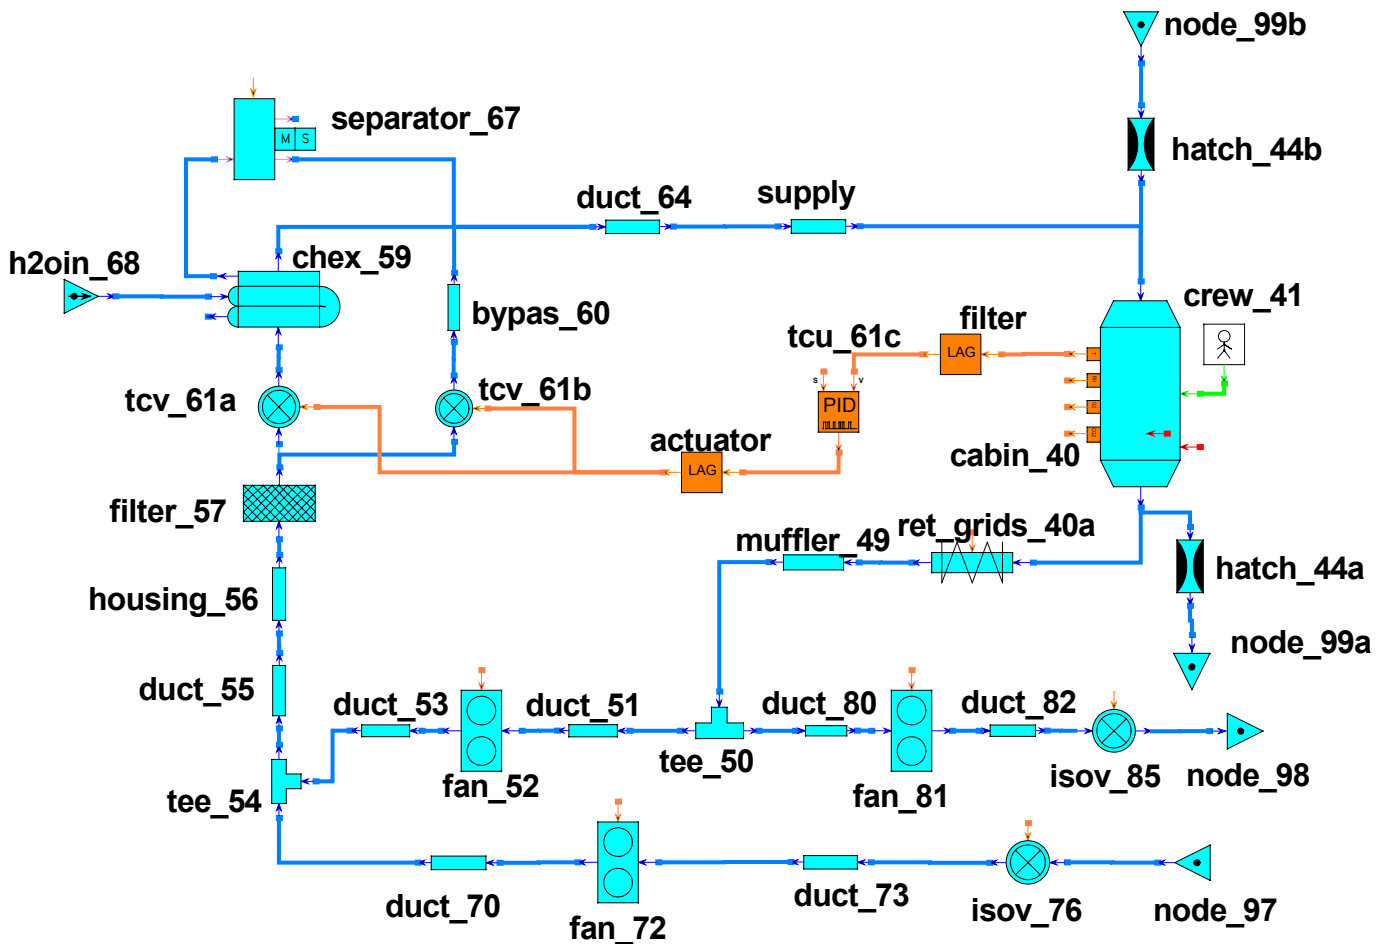 node_99b
separator_67
M S
hatch_44b
duct_64
supply
h2oin_68
chex_59
crew_41
bypas_60
tcu_61c
filter
LAG
s
v
PID
tcv_61a
tcv_61b
actuator
LAG
cabin_40
filter_57
ret_grids_40a
muffler_49
hatch_44a
housing_56
node_99a
duct_55
duct_53
duct_51
duct_80
duct_82
tee_50
fan_52
fan_81
isov_85
node_98
tee_54
duct_70
fan_72
duct_73
isov_76
node_97